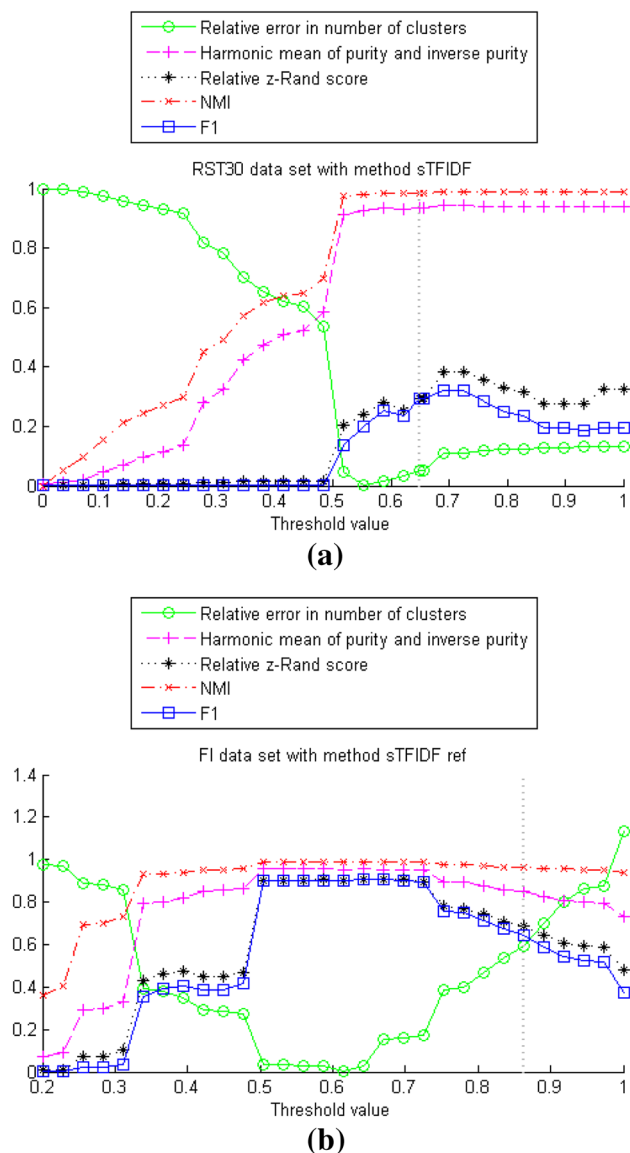 Relative error in number of clusters
Harmonic mean of purity and inverse purity
Relative z-Rand score
NMI
F1
RST30 data set with method sTFIDF
1
0.8
0.6
0.4
0.2
0
0 0.1 0.2 0.3 0.4 0.5 0.6 0.7 0.8 0.9 1
Threshold value
(a)
Relative error in number of clusters
Harmonic mean of purity and inverse purity
Relative z-Rand score
NMI
F1
FI data set with method sTFIDF ref
1.4
1.2
1
0.8
0.6
0.4
0.2
0
0.2 0.3 0.4 0.5 0.6 0.7 0.8 0.9 1
Threshold value
(b)